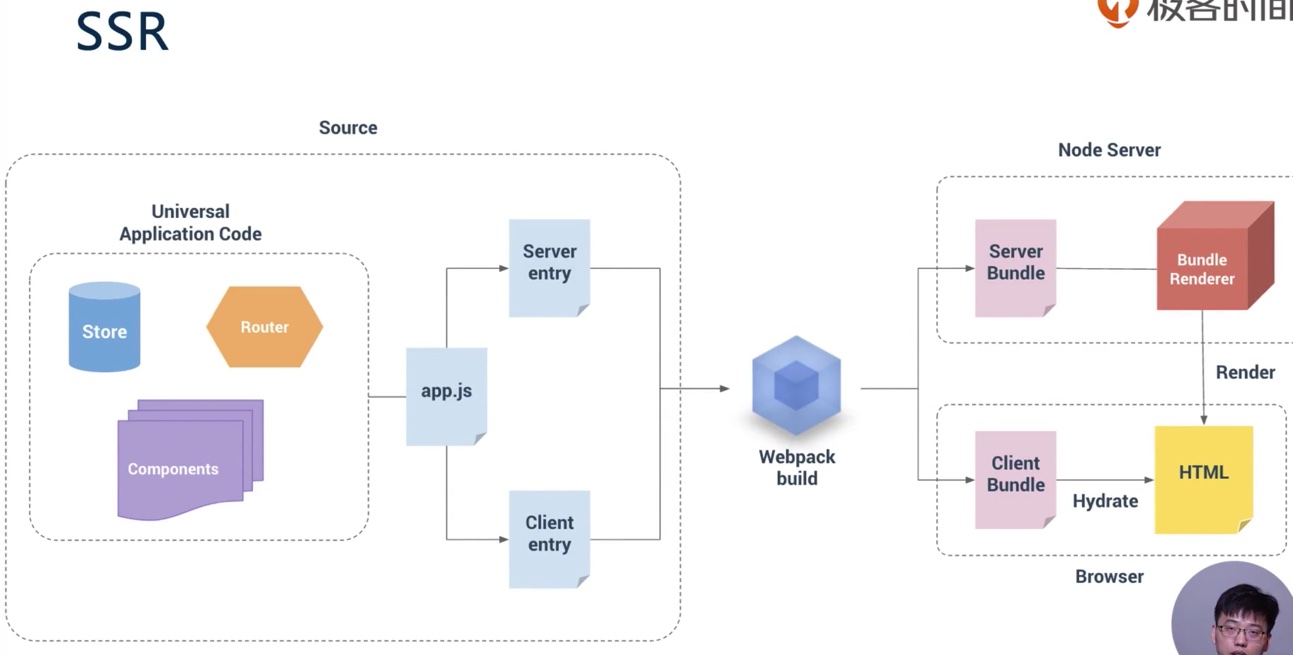 SSR
极客时间
Source
Node Server
Universal
Application Code
Store
Router
Components
app.js
Server
entry
Client
entry
Webpack
build
Server
Bundle
Bundle
Renderer
Render
Client
Bundle
Hydrate
HTML
Browser